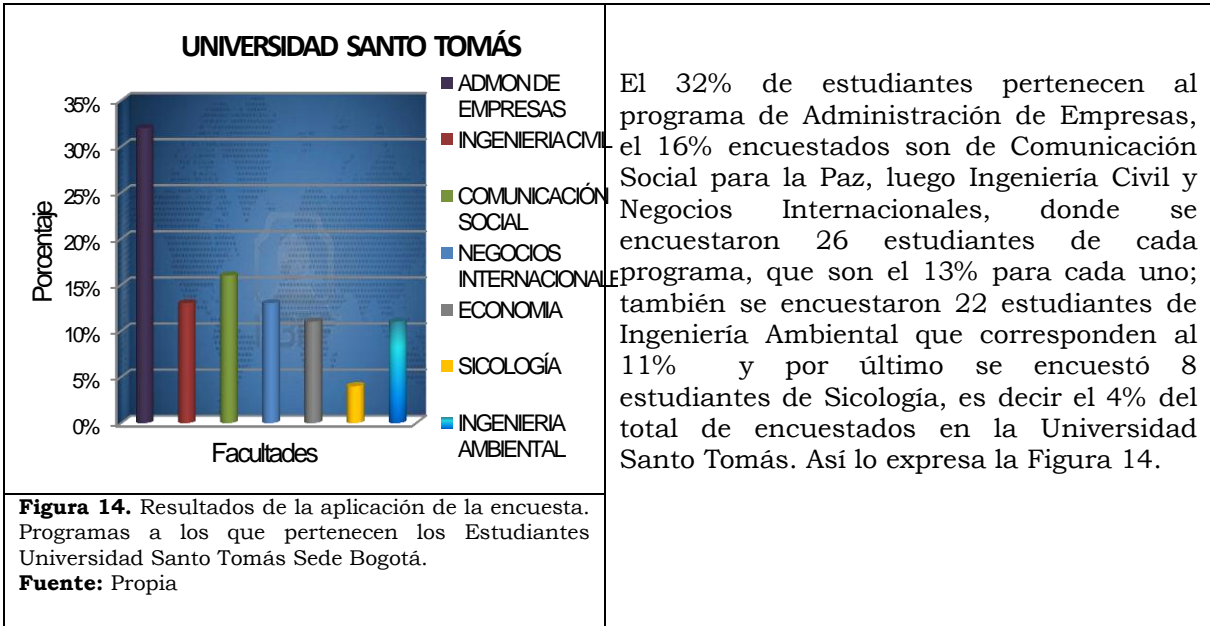 UNIVERSIDAD SANTO TOMÁS
35%
30%
25%
20%
15%
10%
5%
0%
Porcentaje
Facultades
ADMON DE
EMPRESAS
INGENIERIA CIVIL
COMUNICACIÓN
SOCIAL
NEGOCIOS
INTERNACIONALE
ECONOMIA
SICOLOGÍA
INGENIERIA
AMBIENTAL
Figura 14. Resultados de la aplicación de la encuesta.
Programas a los que pertenecen los Estudiantes
Universidad Santo Tomás Sede Bogotá.
Fuente: Propia
El 32% de estudiantes pertenecen al
programa de Administración de Empresas,
el 16% encuestados son de Comunicación
Social para la Paz, luego Ingeniería Civil y
Negocios Internacionales, donde se
encuestaron 26 estudiantes de cada
programa, que son el 13% para cada uno;
también se encuestaron 22 estudiantes de
Ingeniería Ambiental que corresponden al
11% y por último se encuestó 8
estudiantes de Sicología, es decir el 4% del
total de encuestados en la Universidad
Santo Tomás. Así lo expresa la Figura 14.